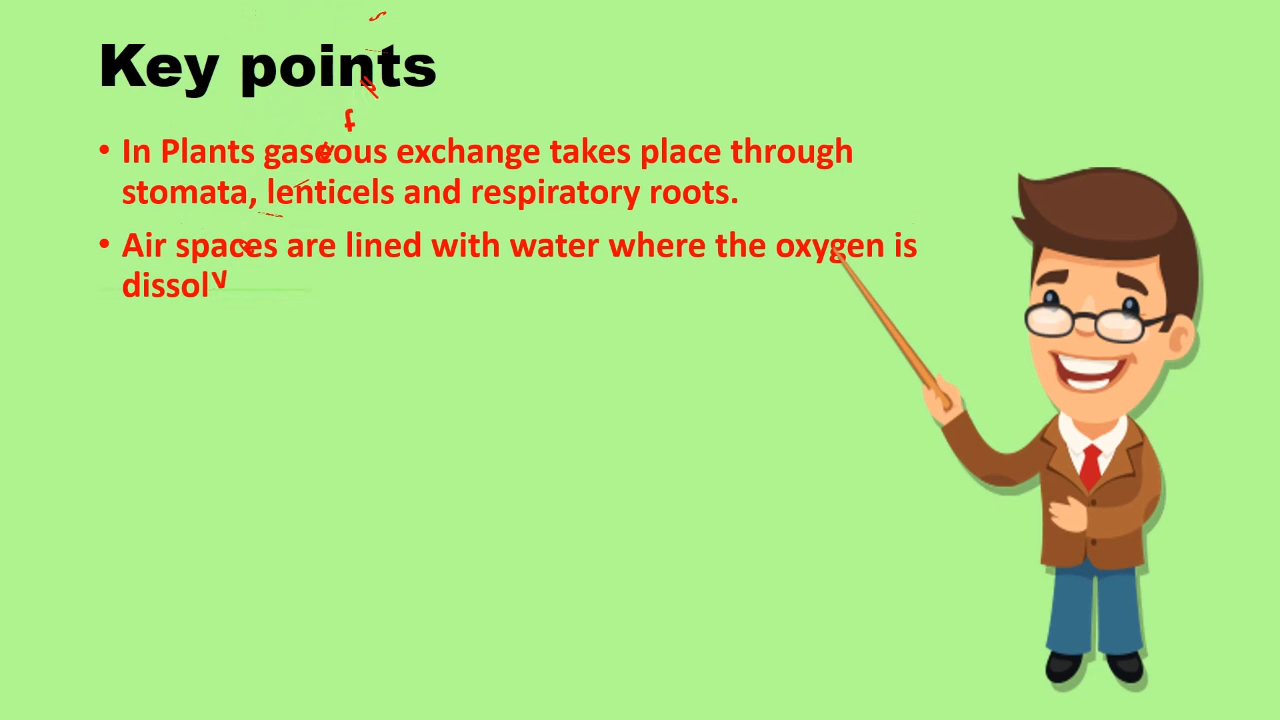 Key points
• In Plants gaseous exchange takes place through
stomata, lenticels and respiratory roots.
• Air spaces are lined with water where the oxygen is
dissolv